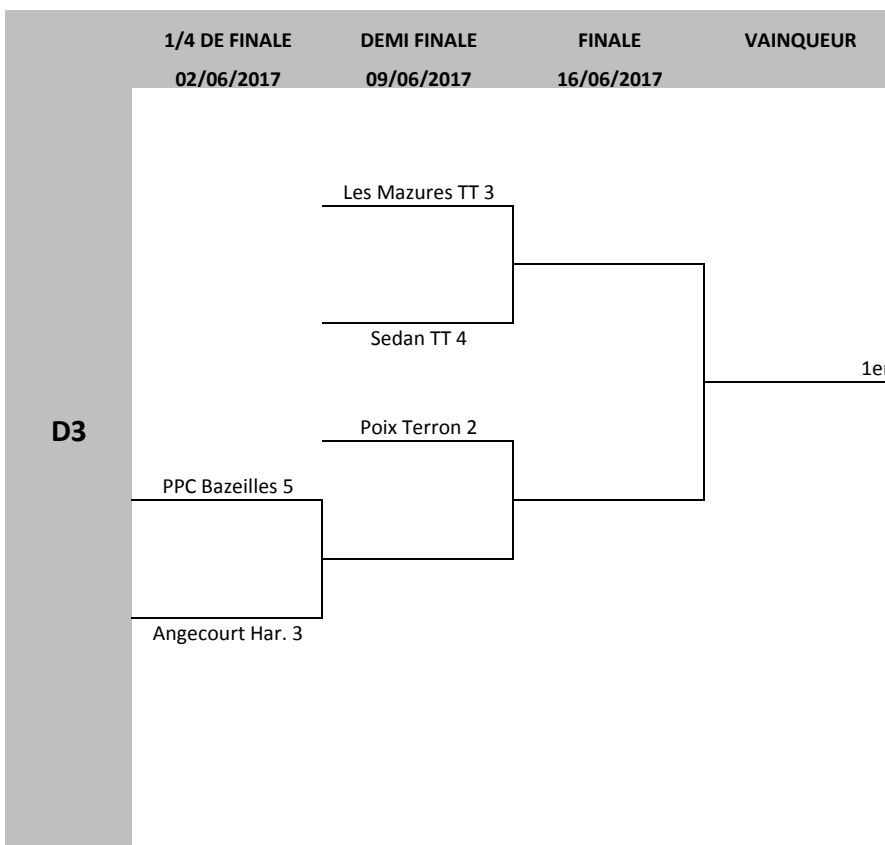 1/4 DE FINALE DEMI FINALE FINALE VAINQUEUR
02/06/2017 09/06/2017 16/06/2017
Les Mazures TT 3
Sedan TT 4
1er
D3
Poix Terron 2
PPC Bazeilles 5
Angecourt Har. 3